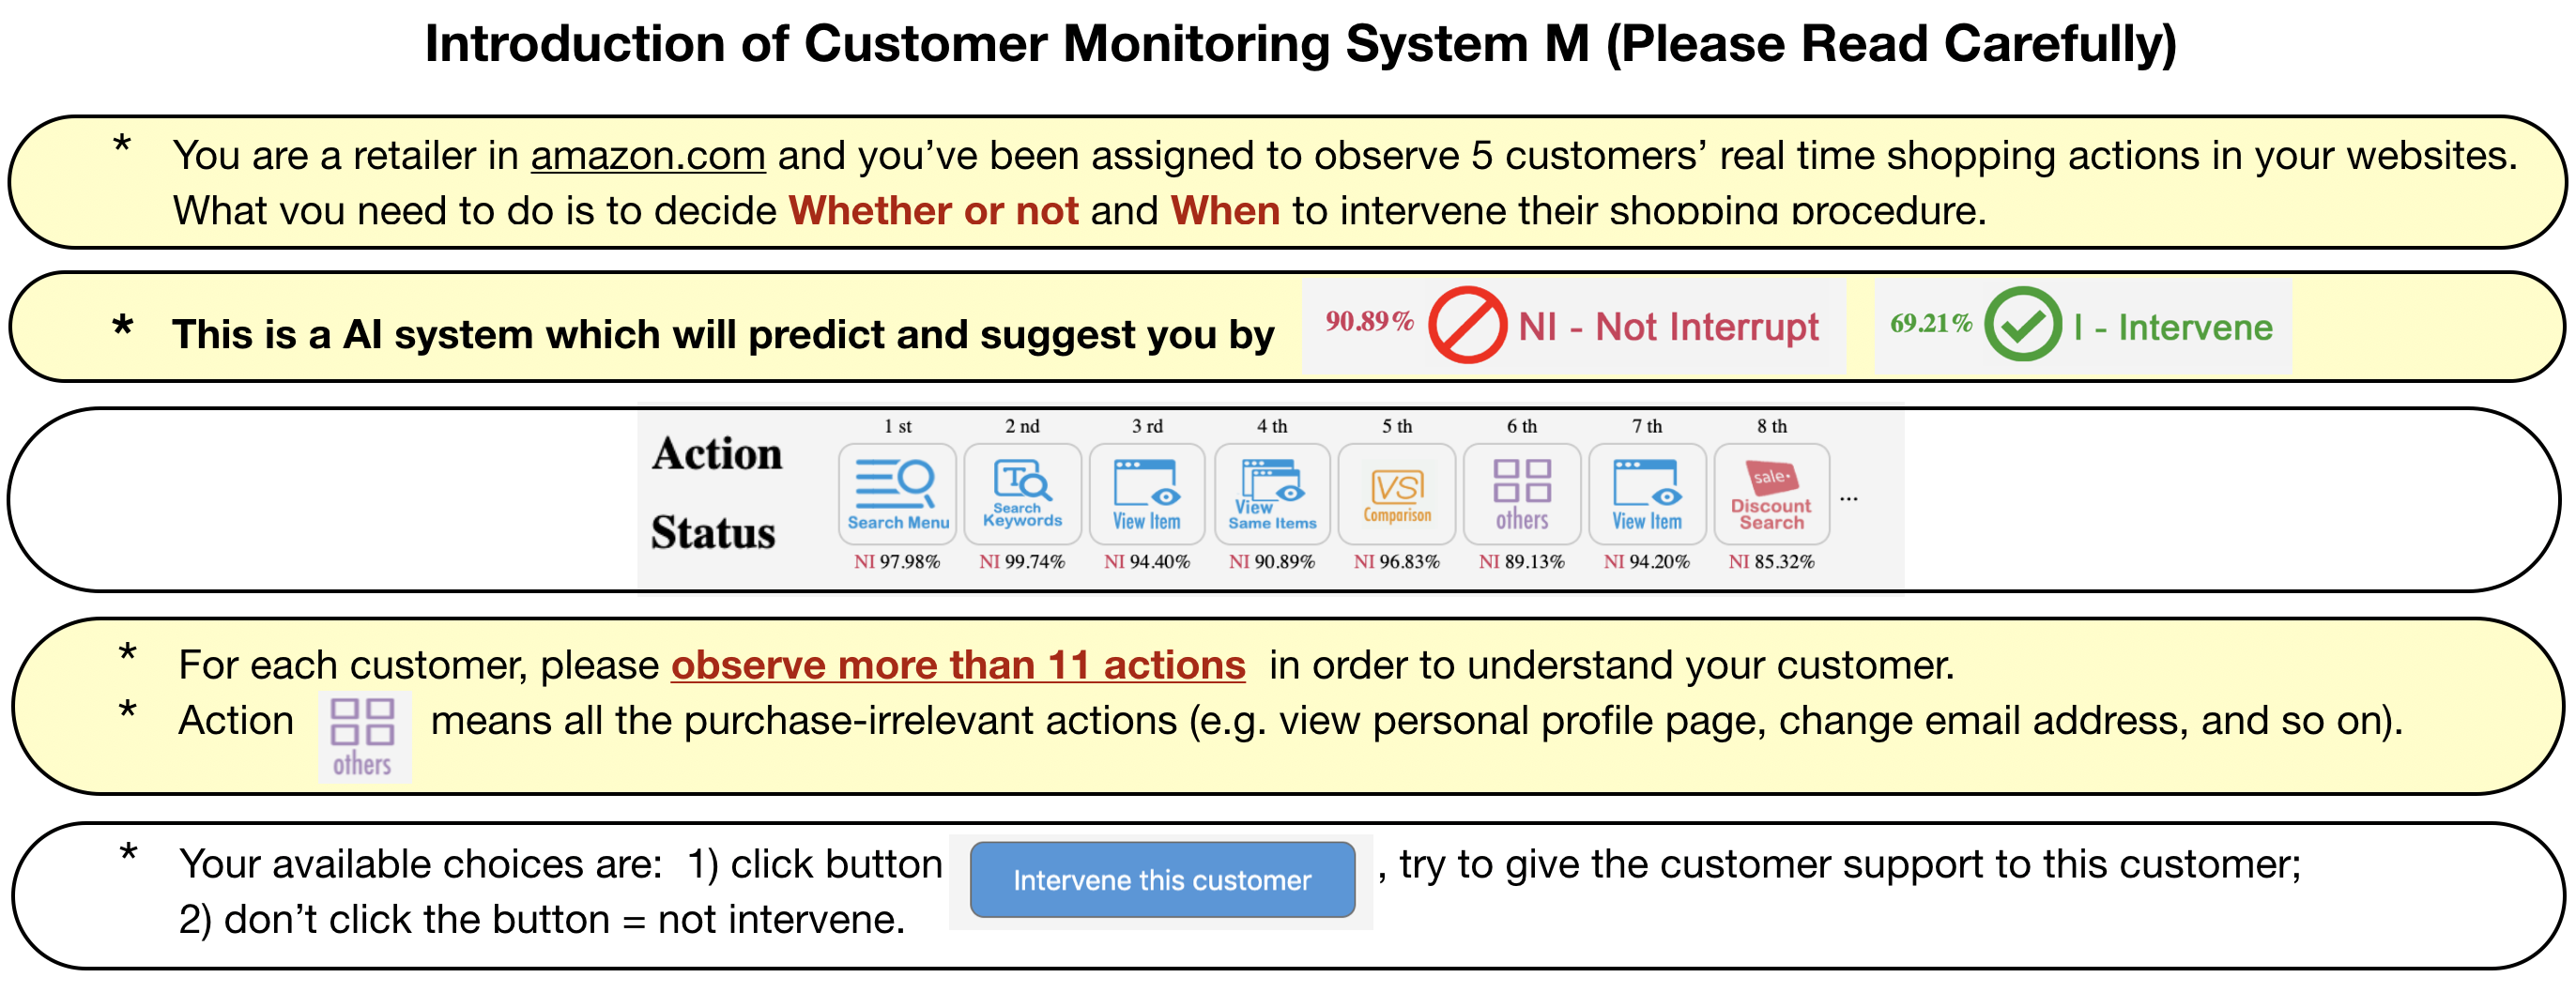 Introduction of Customer Monitoring System M (Please Read Carefully)
* You are a retailer in amazon.com and you’ve been assigned to observe 5 customers’ real time shopping actions in your websites.
What you need to do is to decide Whether or not and When to intervene their shopping procedure.
* This is a AI system which will predict and suggest you by 90.89% NI - Not Interrupt 69.21% I - Intervene
1 st 2 nd 3 rd 4 th 5 th 6 th 7 th 8 th
Action
Search Menu Search Keywords View Item View Same Items VS Comparison others View Item sale Discount Search ...
Status
NI 97.98% NI 99.74% NI 94.40% NI 90.89% NI 96.83% NI 89.13% NI 94.20% NI 85.32%
* For each customer, please observe more than 11 actions in order to understand your customer.
* Action others means all the purchase-irrelevant actions (e.g. view personal profile page, change email address, and so on).
* Your available choices are: 1) click button Intervene this customer , try to give the customer support to this customer;
2) don’t click the button = not intervene.